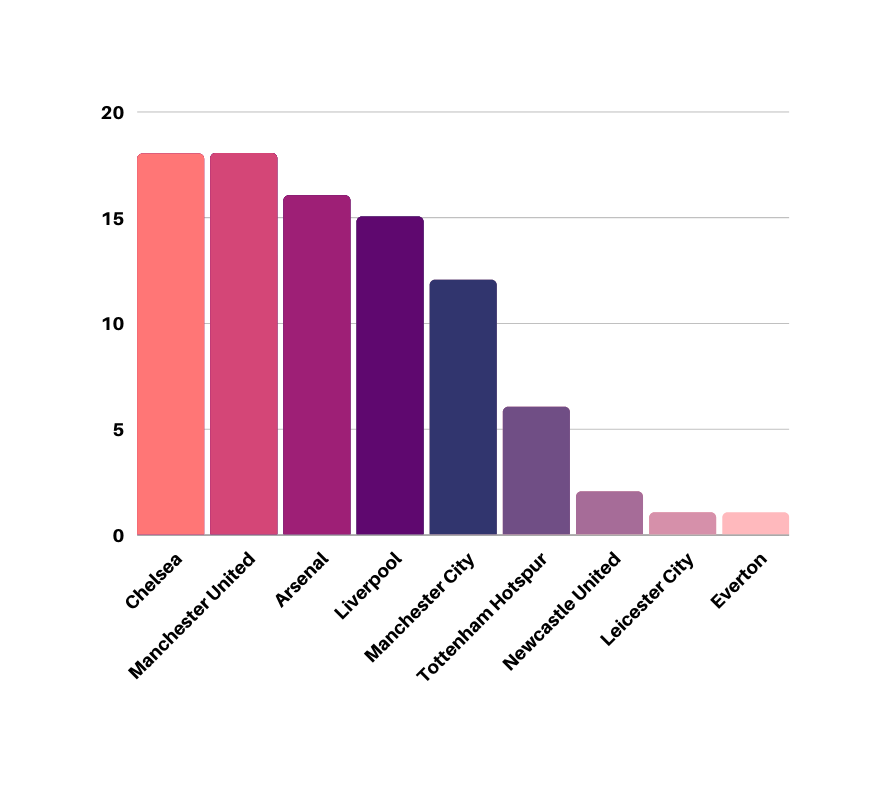 20
15
10
5
0
Chelsea
Manchester United
Arsenal
Liverpool
Manchester City
Tottenham Hotspur
Newcastle United
Leicester City
Everton